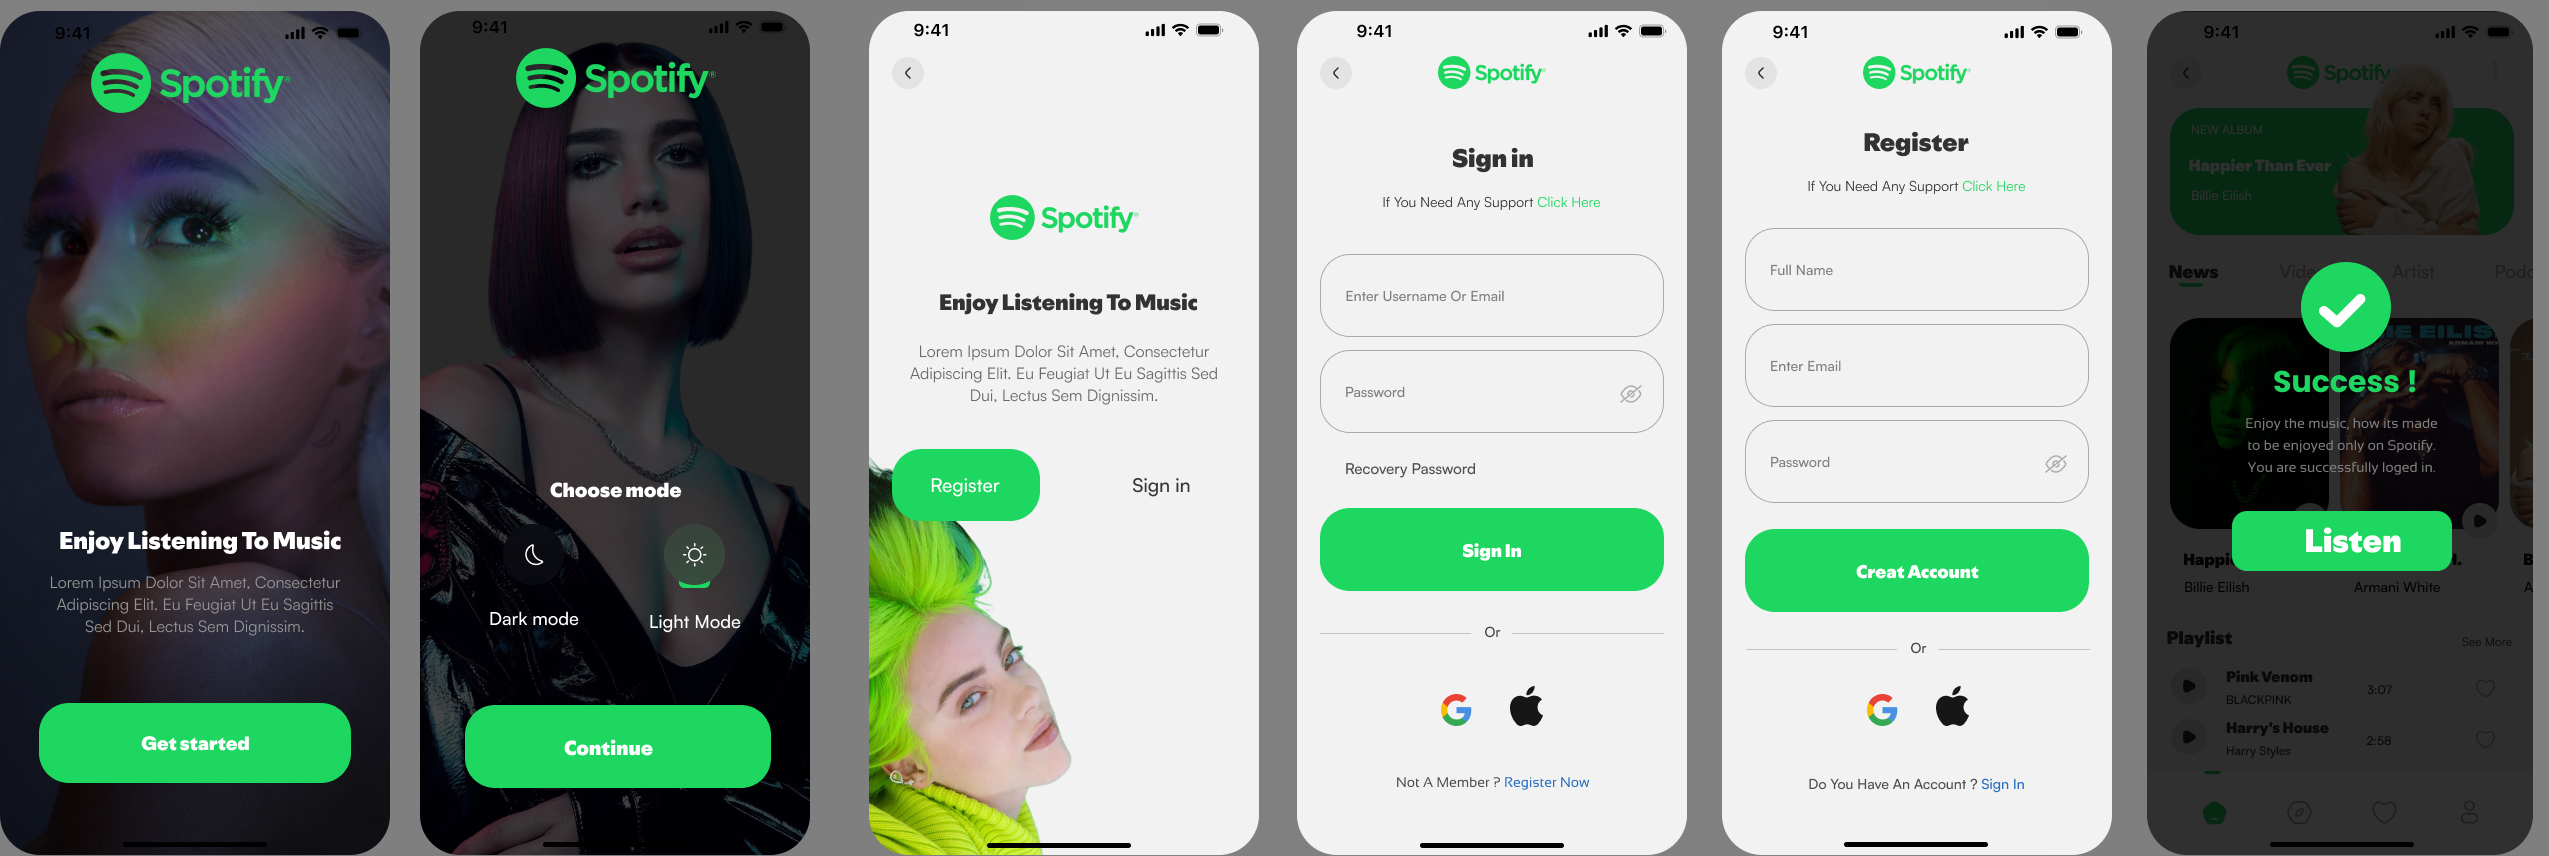 9:41
Spotify®
Enjoy Listening To Music
Lorem Ipsum Dolor Sit Amet, Consectetur
Adipiscing Elit. Eu Feugiat Ut Eu Sagittis
Sed Dui, Lectus Sem Dignissim.
Get started
9:41
Spotify®
Choose mode
Dark mode
Light Mode
Continue
9:41
Spotify®
Enjoy Listening To Music
Lorem Ipsum Dolor Sit Amet, Consectetur
Adipiscing Elit. Eu Feugiat Ut Eu Sagittis Sed
Dui, Lectus Sem Dignissim.
Register
Sign in
9:41
Spotify®
Sign in
If You Need Any Support Click Here
Enter Username Or Email
Password
Recovery Password
Sign In
Or
Not A Member ? Register Now
9:41
Spotify®
Register
If You Need Any Support Click Here
Full Name
Enter Email
Password
Creat Account
Or
Do You Have An Account ? Sign In
9:41
Spotify
NEW ALBUM
Happier Than Ever
Billie Eilish
News
Artist
Success !
Enjoy the music, how its made
to be enjoyed only on Spotify.
You are successfully loged in.
Listen
Billie Eilish
Armani White
Playlist
See More
Pink Venom
BLACKPINK
3:07
Harry's House
Harry Styles
2:58